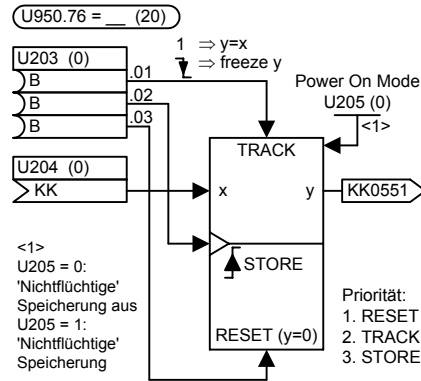 U950.76 = __ (20)
U203 (0)
B .01
B .02
B .03
1 ⇒ y=x
⇒ freeze y
Power On Mode
U205 (0)
<1>
TRACK
U204 (0)
KK
x
y
KK0551
STORE
RESET (y=0)
<1>
U205 = 0:
'Nichtflüchtige'
Speicherung aus
U205 = 1:
'Nichtflüchtige'
Speicherung
Priorität:
1. RESET
2. TRACK
3. STORE